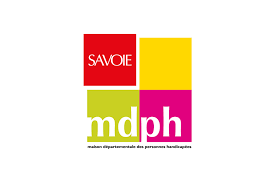 SAVOIE
mdph
maison départementale des personnes handicapées